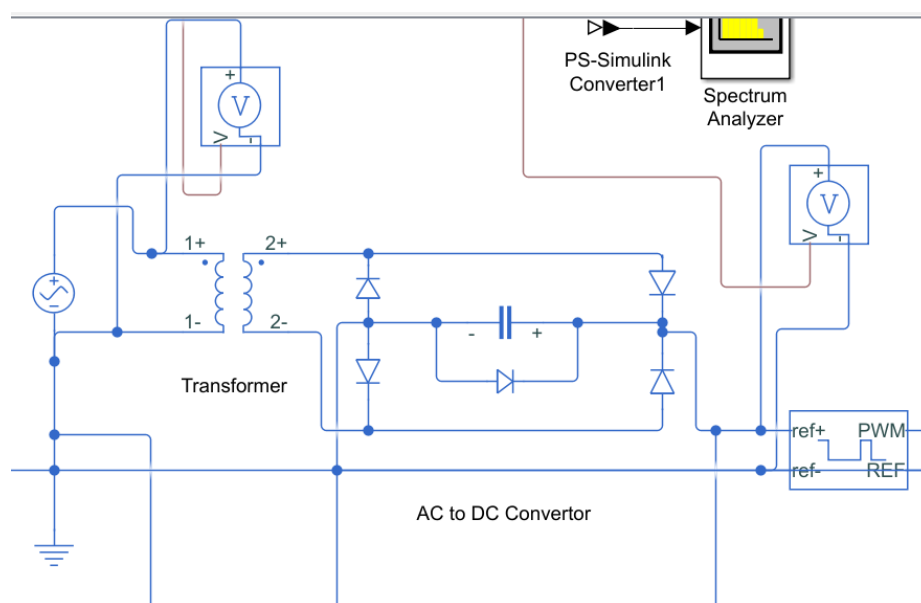 PS-Simulink
Converter1
Spectrum
Analyzer
+
V
V
-
+
V
V
-
1+
2+
+
-
1-
2-
-
+
Transformer
ref+
PWM
ref-
REF
AC to DC Convertor